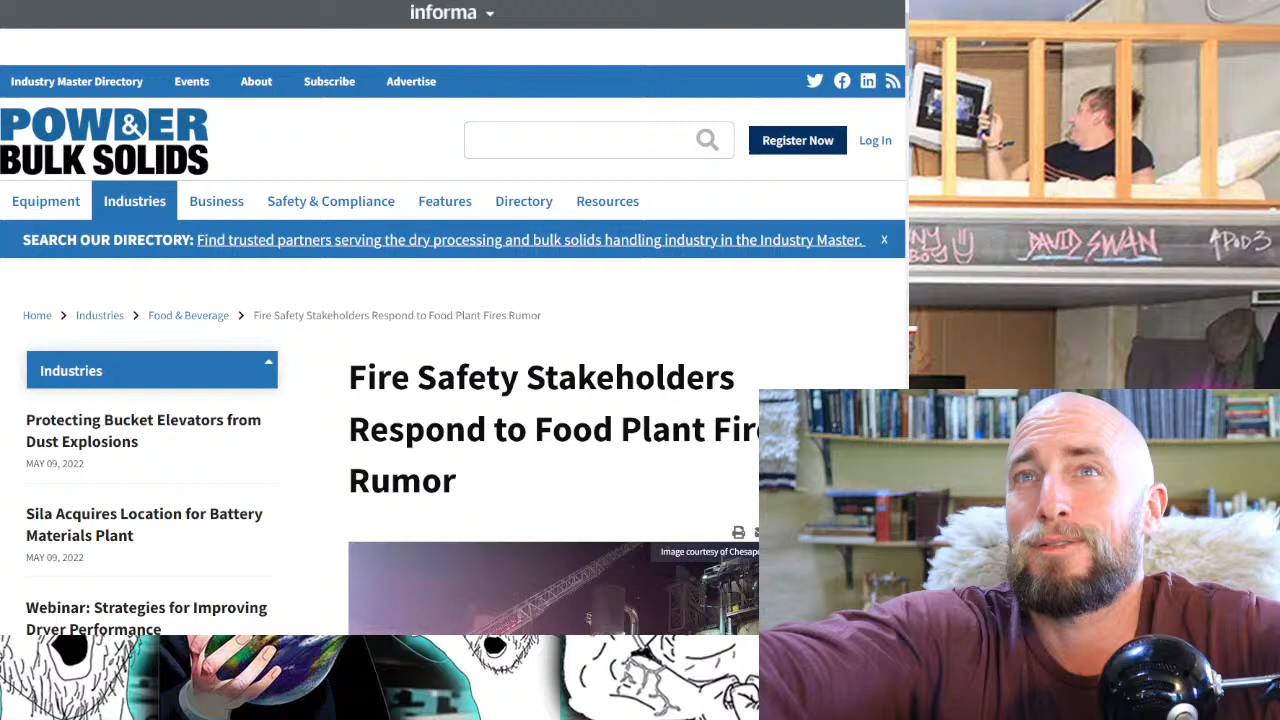 informa
Industry Master Directory Events About Subscribe Advertise
POWDER
& BULK SOLIDS
Register Now Log In
Equipment Industries Business Safety & Compliance Features Directory Resources
SEARCH OUR DIRECTORY: Find trusted partners serving the dry processing and bulk solids handling industry in the Industry Master. x
Home Industries Food & Beverage Fire Safety Stakeholders Respond to Food Plant Fires Rumor
Industries
Protecting Bucket Elevators from
Dust Explosions
MAY 09, 2022
Sila Acquires Location for Battery
Materials Plant
MAY 09, 2022
Webinar: Strategies for Improving
Dryer Performance
Fire Safety Stakeholders
Respond to Food Plant Fir
Rumor
Image courtesy of Chesap
DAVID SWAN